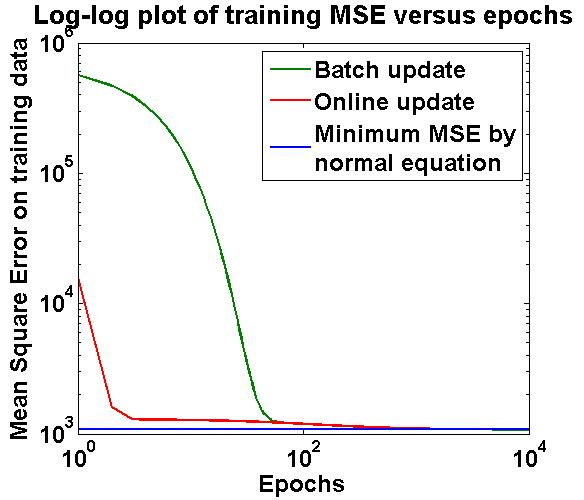 Log-log plot of training MSE versus epochs
Mean Square Error on training data
10^6
10^5
10^4
10^3
Batch update
Online update
Minimum MSE by
normal equation
10^0
10^2
10^4
Epochs